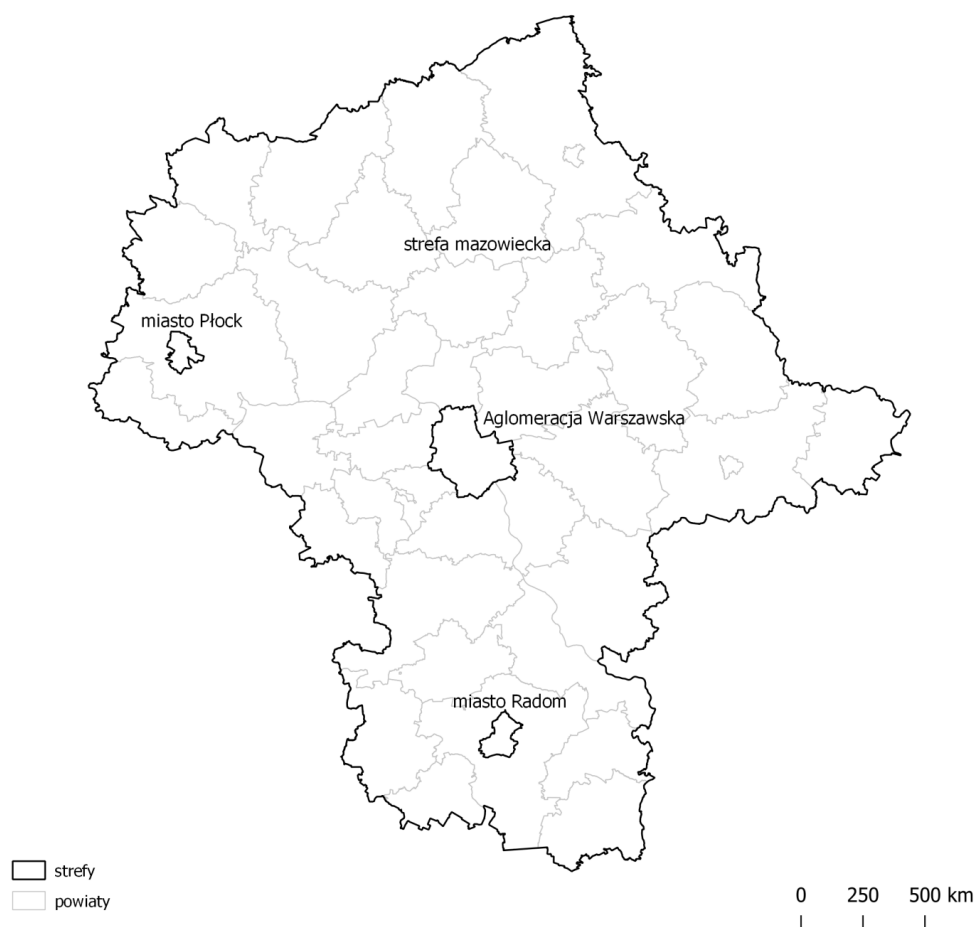 strefa mazowiecka
miasto Płock
Aglomeracja Warszawska
miasto Radom
strefy
powiaty
0 250 500 km